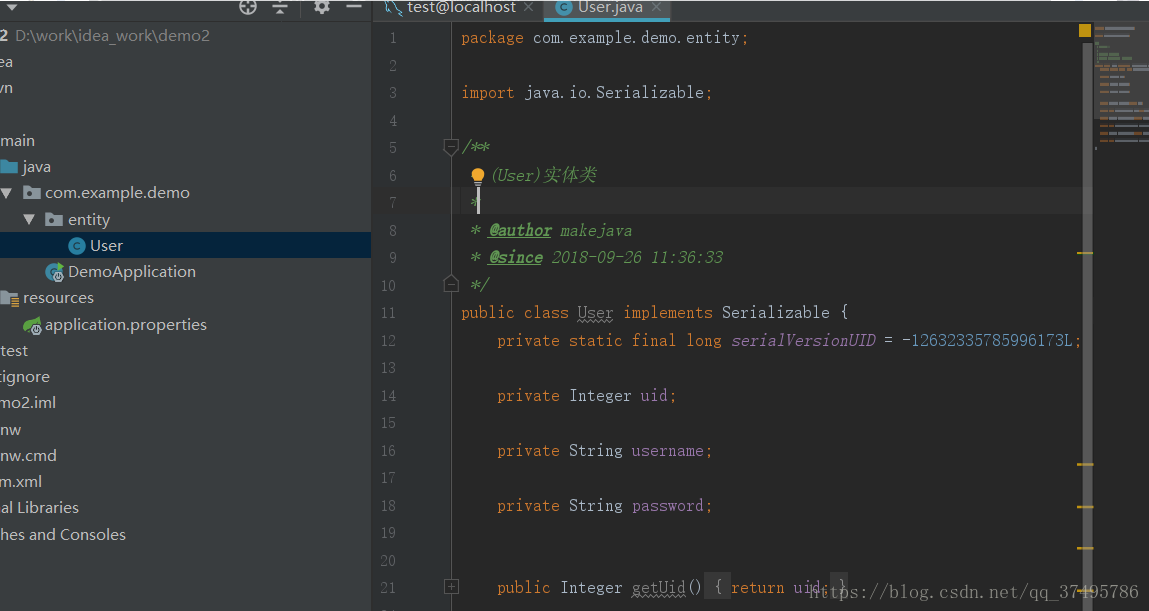 test@localhost
User.java
2 D:\work\idea_work\demo2
ea
vn
main
java
com.example.demo
entity
User
DemoApplication
resources
application.properties
test
tignore
mo2.iml
nw
nw.cmd
m.xml
al Libraries
hes and Consoles
1 package com.example.demo.entity;
2
3 import java.io.Serializable;
4
5 /**
6 (User)实体类
7 *
8 * @author makejava
9 * @since 2018-09-26 11:36:33
10 */
11 public class User implements Serializable {
12 private static final long serialVersionUID = -12632335785996173L;
13
14 private Integer uid;
15
16 private String username;
17
18 private String password;
19
20
21 public Integer getUid() { return uid; }
https://blog.csdn.net/qq_37495786